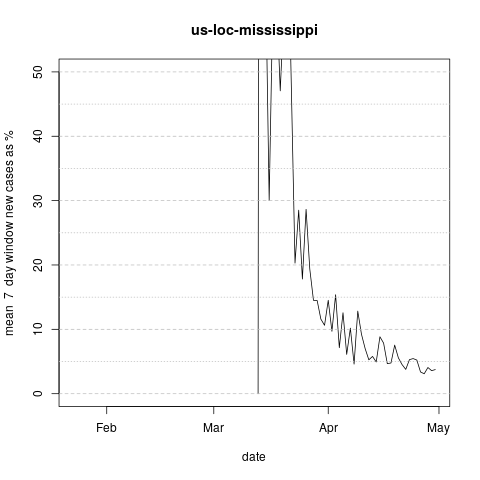 us-loc-mississippi
mean 7 day window new cases as %
50
40
30
20
10
0
Feb
Mar
Apr
May
date